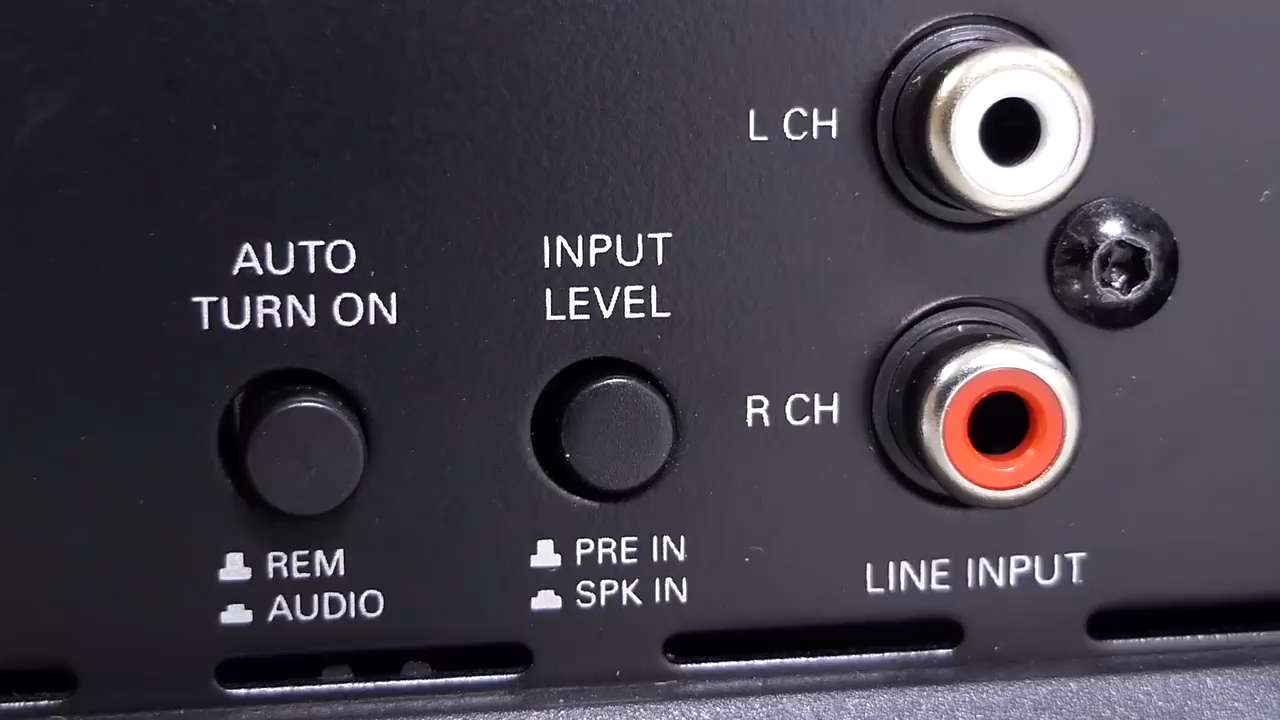 AUTO
TURN ON
REM
AUDIO
INPUT
LEVEL
PRE IN
SPK IN
L CH
R CH
LINE INPUT